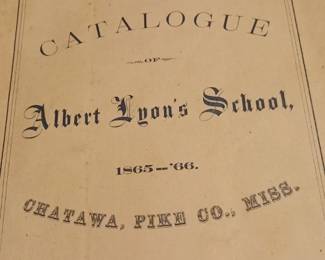 CATALOGUE
OF
Albert Lyon's School,
1865—'66.
CHATAWA, PIKE CO., MISS.